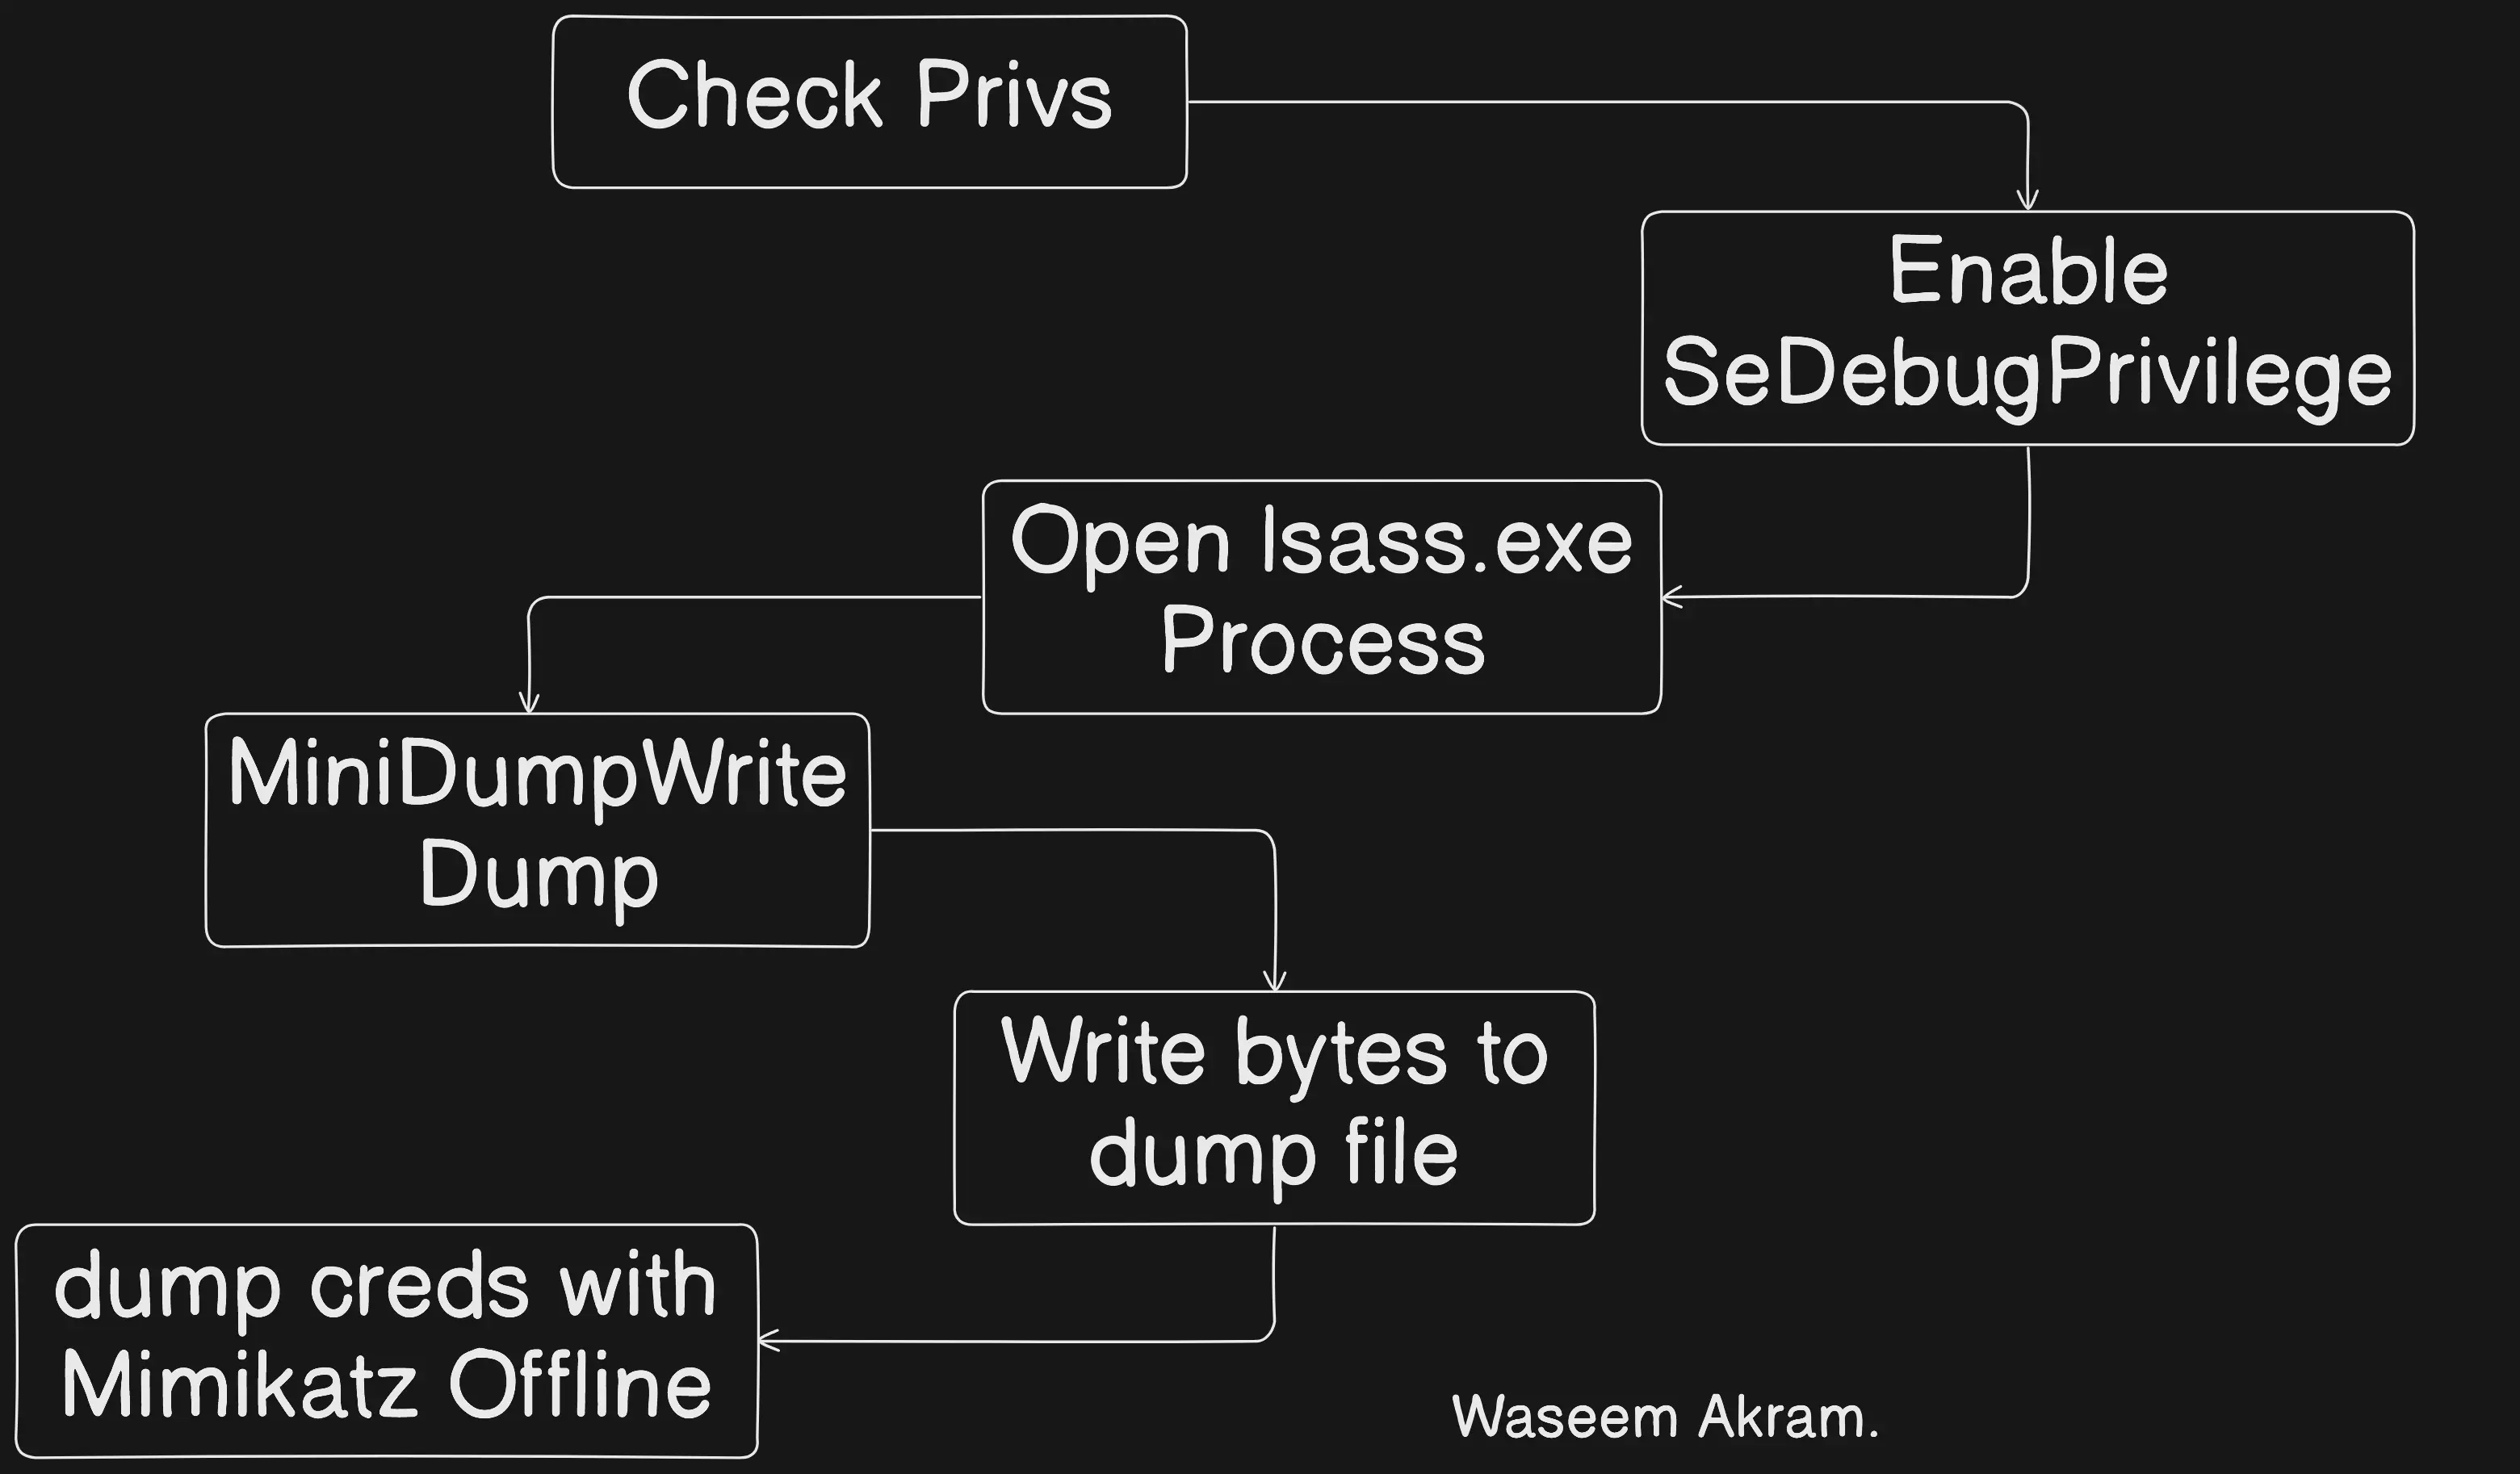 Check Privs
Enable
SeDebugPrivilege
Open lsass.exe
Process
MiniDumpWrite
Dump
Write bytes to
dump file
dump creds with
Mimikatz Offline
Waseem Akram.